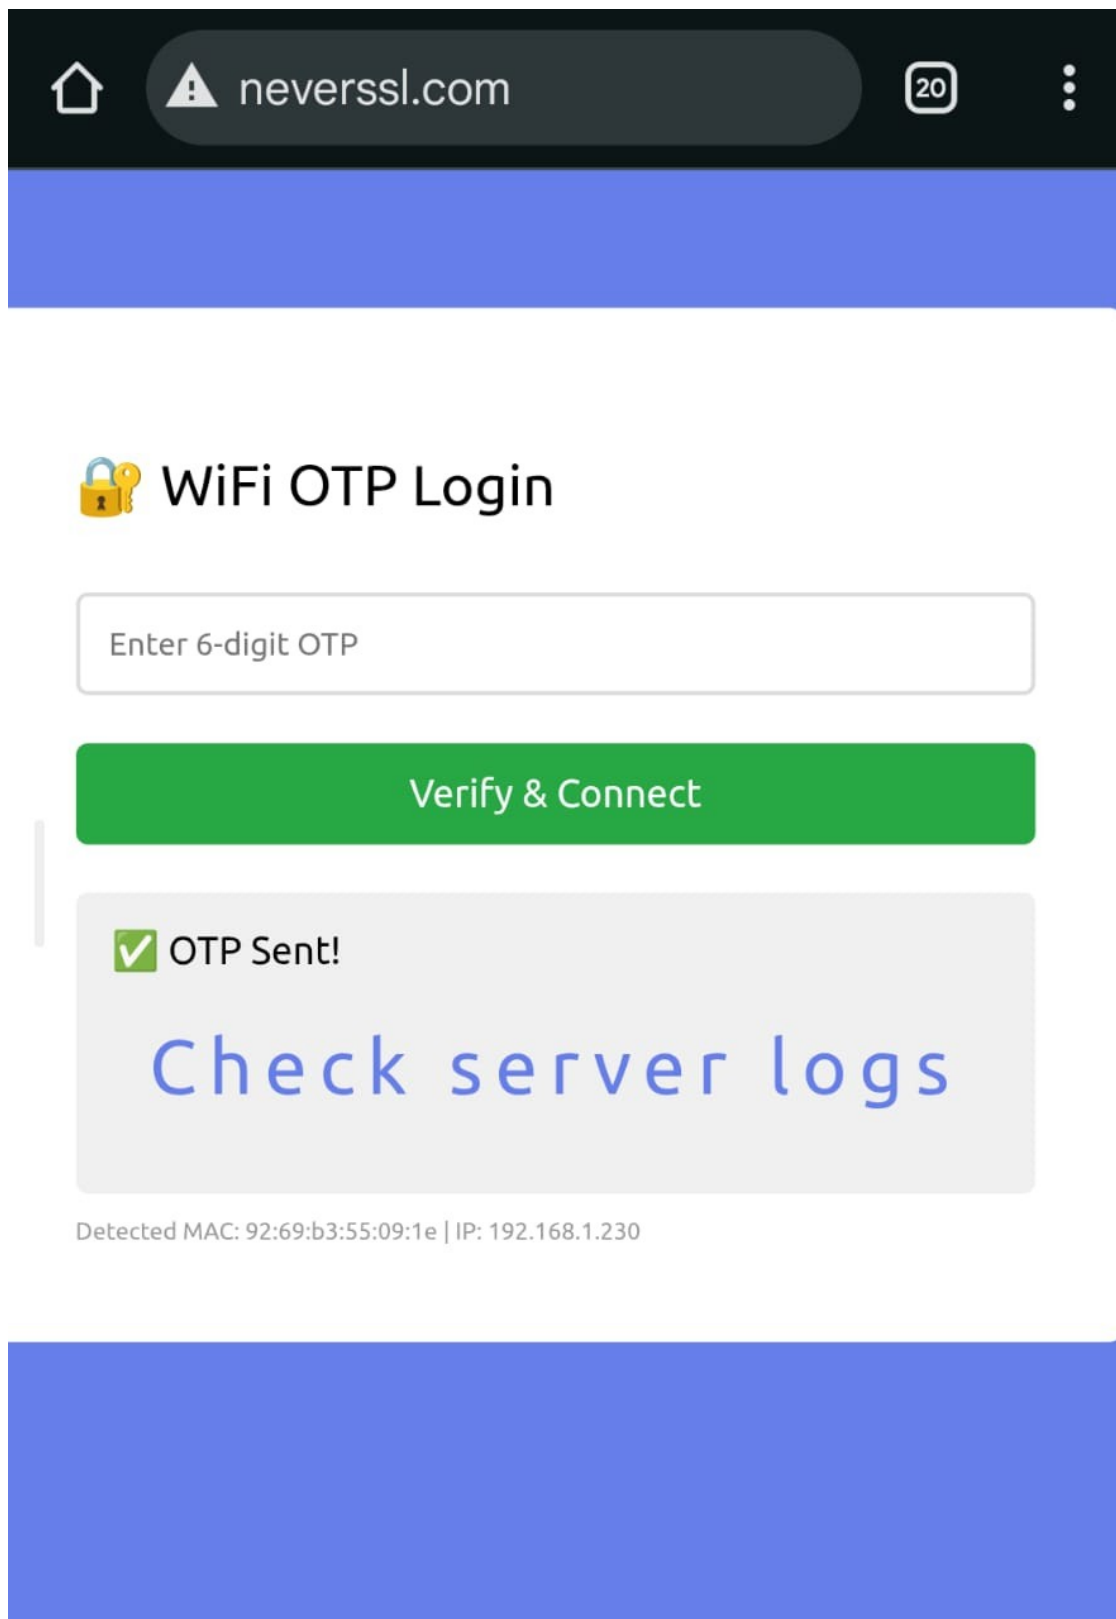 neverssl.com
20
🔐 WiFi OTP Login
Enter 6-digit OTP
Verify & Connect
✅ OTP Sent!
Check server logs
Detected MAC: 92:69:b3:55:09:1e | IP: 192.168.1.230